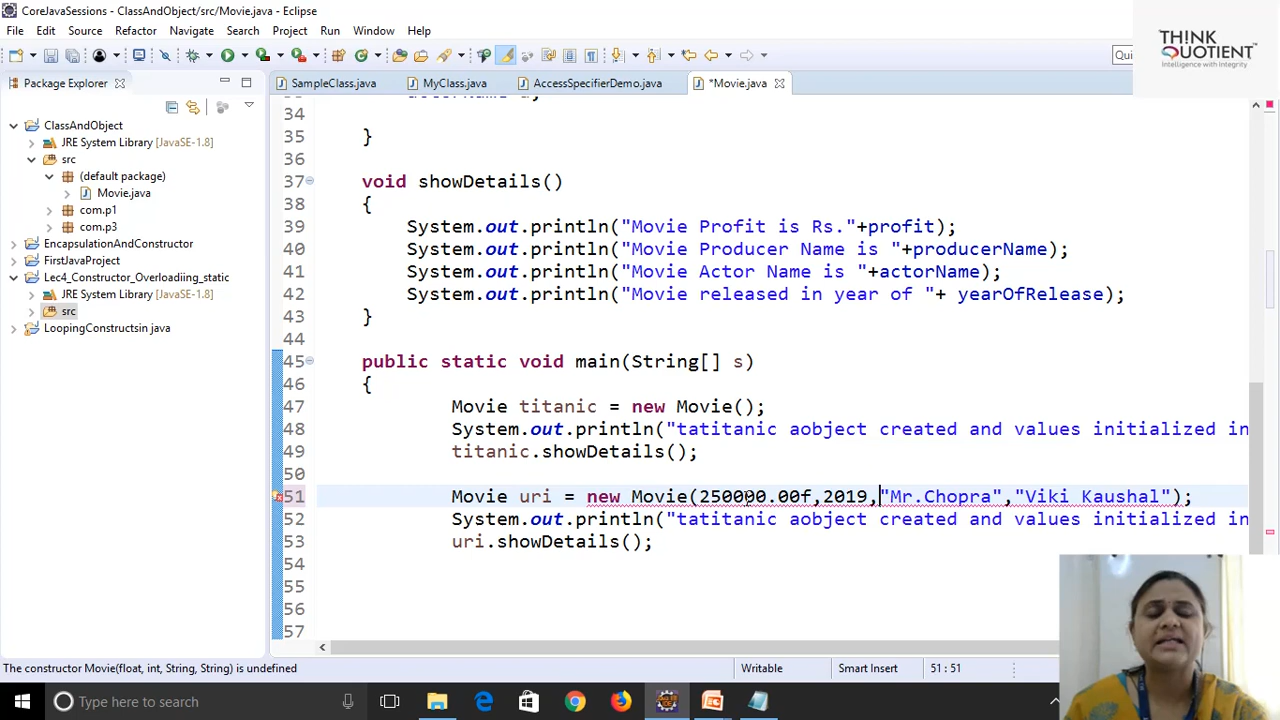 CoreJavaSessions - ClassAndObject/src/Movie.java - Eclipse
File Edit Source Refactor Navigate Search Project Run Window Help
THINK
QUOTIENT
Intelligence with Integrity
Qui
Package Explorer
SampleClass.java MyClass.java AccessSpecifierDemo.java *Movie.java
ClassAndObject
JRE System Library [JavaSE-1.8]
src
(default package)
Movie.java
com.p1
com.p3
EncapsulationAndConstructor
FirstJavaProject
Lec4_Constructor_Overloadiing_static
JRE System Library [JavaSE-1.8]
src
LoopingConstructsin java
34
35 }
36
37 void showDetails()
38 {
39 System.out.println("Movie Profit is Rs."+profit);
40 System.out.println("Movie Producer Name is "+producerName);
41 System.out.println("Movie Actor Name is "+actorName);
42 System.out.println("Movie released in year of "+ yearOfRelease);
43 }
44
45 public static void main(String[] s)
46 {
47 Movie titanic = new Movie();
48 System.out.println("tatitanic aobject created and values initialized in
49 titanic.showDetails();
50
51 Movie uri = new Movie(250000.00f,2019,"Mr.Chopra","Viki Kaushal");
52 System.out.println("tatitanic aobject created and values initialized in
53 uri.showDetails();
54
55
56
57
The constructor Movie(float, int, String, String) is undefined
Writable Smart Insert 51 : 51
Type here to search